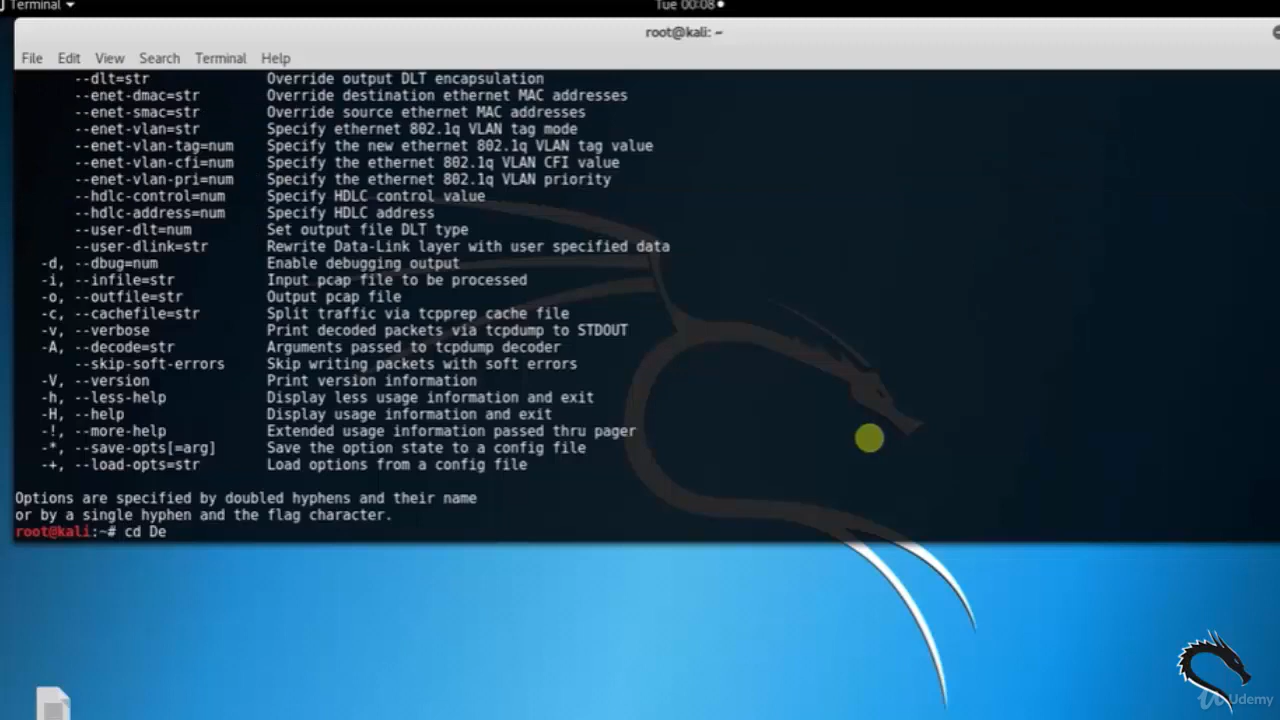 Terminal
Tue 00:08
root@kali: ~
File Edit View Search Terminal Help
--dlt=str Override output DLT encapsulation
--enet-dmac=str Override destination ethernet MAC addresses
--enet-smac=str Override source ethernet MAC addresses
--enet-vlan=str Specify ethernet 802.1q VLAN tag mode
--enet-vlan-tag=num Specify the new ethernet 802.1q VLAN tag value
--enet-vlan-cfi=num Specify the ethernet 802.1q VLAN CFI value
--enet-vlan-pri=num Specify the ethernet 802.1q VLAN priority
--hdlc-control=num Specify HDLC control value
--hdlc-address=num Specify HDLC address
--user-dlt=num Set output file DLT type
--user-dlink=str Rewrite Data-Link layer with user specified data
-d, --dbug=num Enable debugging output
-i, --infile=str Input pcap file to be processed
-o, --outfile=str Output pcap file
-c, --cachefile=str Split traffic via tcpprep cache file
-v, --verbose Print decoded packets via tcpdump to STDOUT
-A, --decode=str Arguments passed to tcpdump decoder
--skip-soft-errors Skip writing packets with soft errors
-V, --version Print version information
-h, --less-help Display less usage information and exit
-H, --help Display usage information and exit
-!, --more-help Extended usage information passed thru pager
-*, --save-opts[=arg] Save the option state to a config file
-+, --load-opts=str Load options from a config file
Options are specified by doubled hyphens and their name
or by a single hyphen and the flag character.
root@kali:~# cd De
Udemy